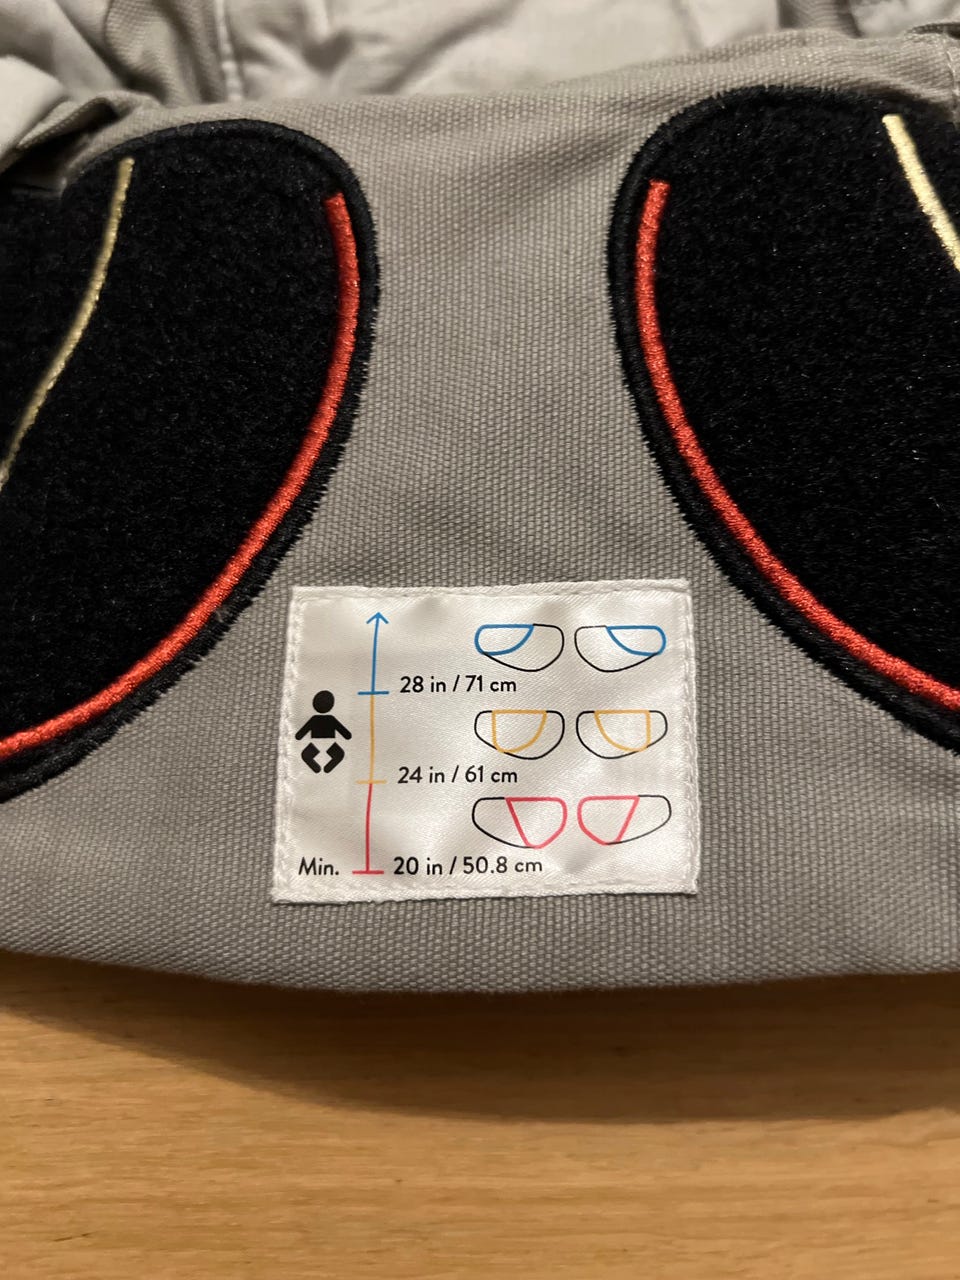 28 in / 71 cm
24 in / 61 cm
Min. 20 in / 50.8 cm